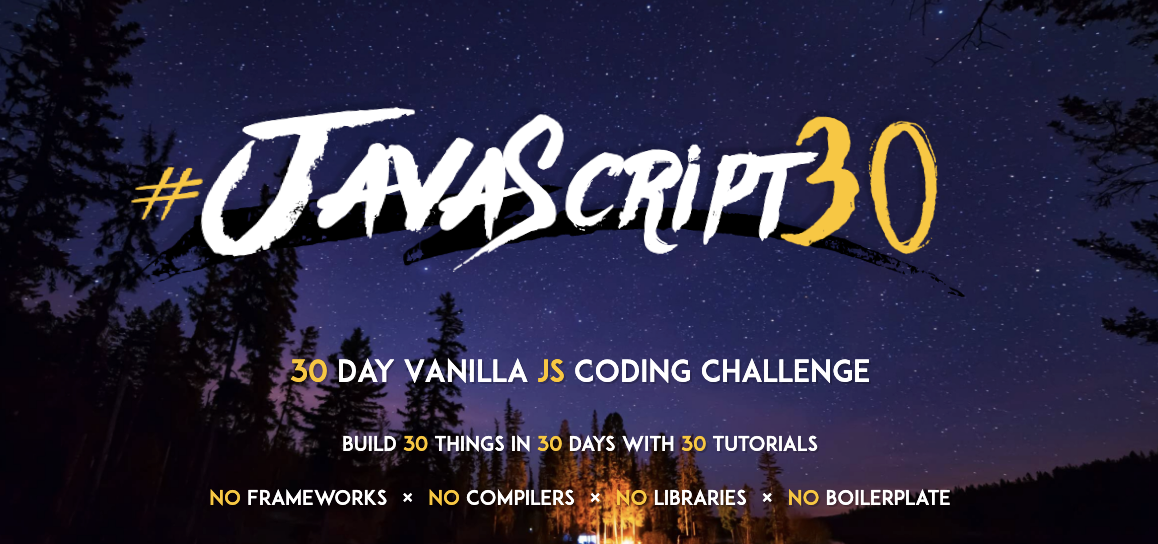 #JavaScript30
30 DAY VANILLA JS CODING CHALLENGE
BUILD 30 THINGS IN 30 DAYS WITH 30 TUTORIALS
NO FRAMEWORKS × NO COMPILERS × NO LIBRARIES × NO BOILERPLATE